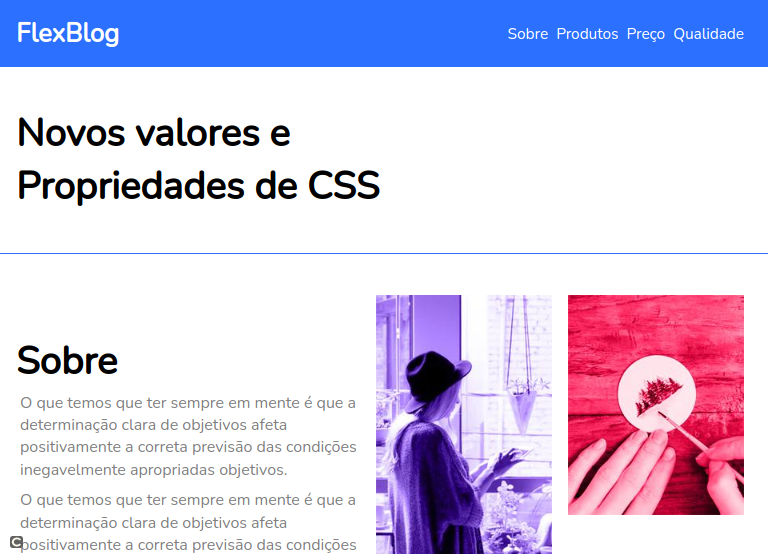 FlexBlog
Sobre Produtos Preço Qualidade
Novos valores e
Propriedades de CSS
Sobre
O que temos que ter sempre em mente é que a
determinação clara de objetivos afeta
positivamente a correta previsão das condições
inegavelmente apropriadas objetivos.
O que temos que ter sempre em mente é que a
determinação clara de objetivos afeta
positivamente a correta previsão das condições